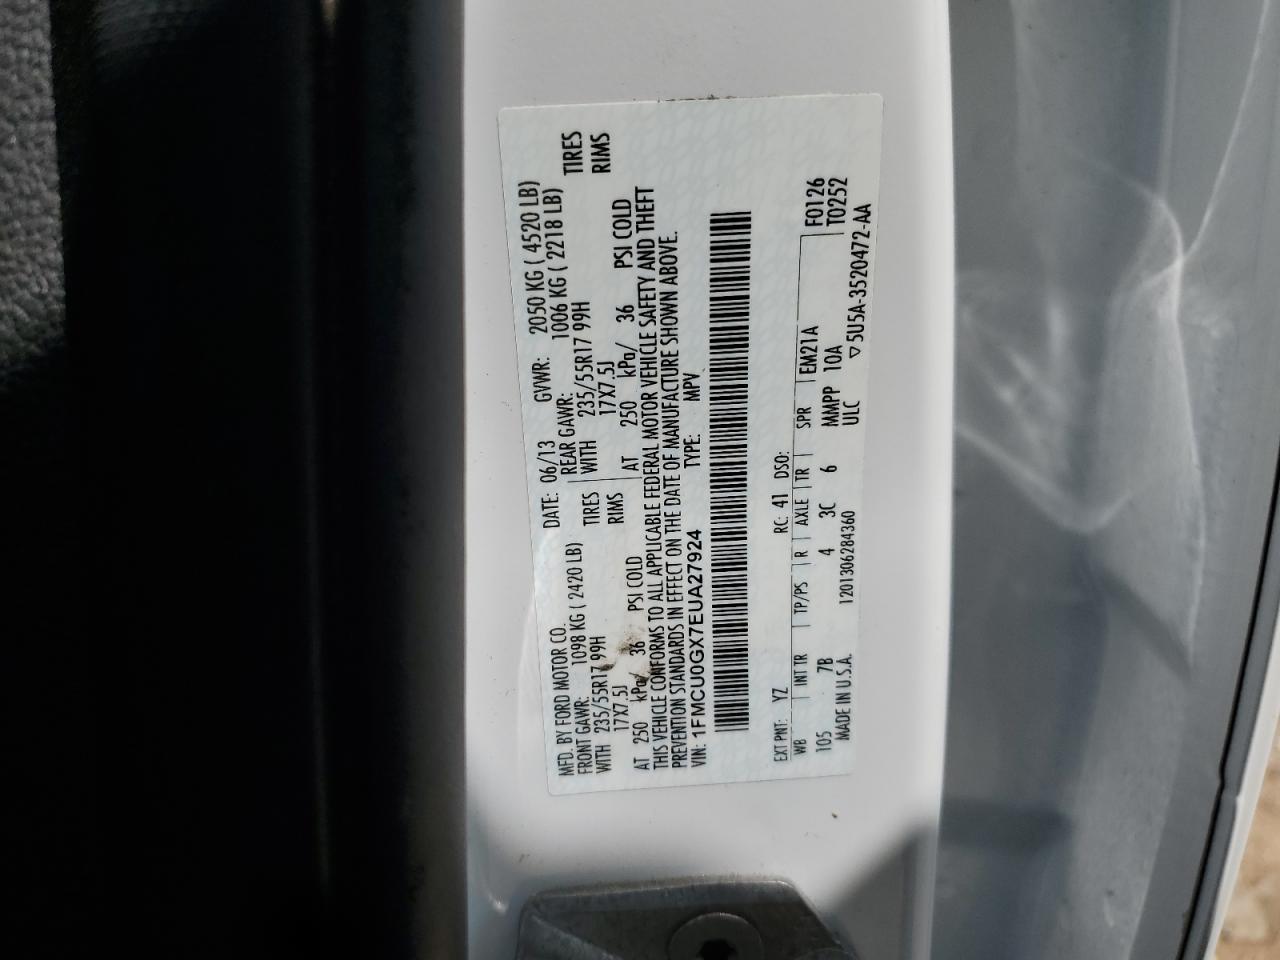 MFD. BY FORD MOTOR CO. DATE: 06/13 GVWR: 2050 KG ( 4520 LB)
FRONT GAWR: 1098 KG ( 2420 LB) REAR GAWR: 1006 KG ( 2218 LB)
WITH 235/55R17 99H TIRES WITH 235/55R17 99H TIRES
17X7.5J RIMS 17X7.5J RIMS
AT 250 kPa/ 36 PSI COLD AT 250 kPa/ 36 PSI COLD
THIS VEHICLE CONFORMS TO ALL APPLICABLE FEDERAL MOTOR VEHICLE SAFETY AND THEFT
PREVENTION STANDARDS IN EFFECT ON THE DATE OF MANUFACTURE SHOWN ABOVE.
VIN: 1FMCU0GX7EUA27924 TYPE: MPV
EXT PNT: YZ RC: 41 DSO:
WB INT TR TP/PS R AXLE TR SPR EM21A F0126
105 7B 4 3C 6 MMPP 10A T0252
ULC
MADE IN U.S.A. 1201306284360 ▽5U5A-3520472-AA